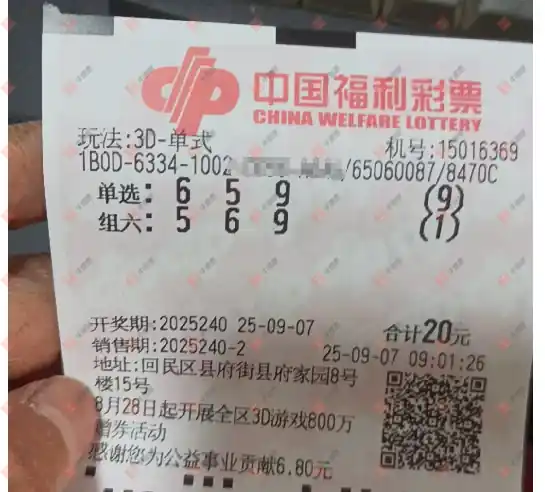 中国福利彩票
CHINA WELFARE LOTTERY
玩法:3D-单式 机号:15016369
1B0D-6334-1002 /65060087/8470C
单选: 6 5 9 (9)
组六: 5 6 9 (1)
开奖期:2025240 25-09-07 合计20元
销售期:2025240-2 25-09-07 09:01:26
地址:回民区县府街县府家园8号
楼15号
8月28日起开展全区3D游戏800万
赠券活动
感谢您为公益事业贡献6.80元